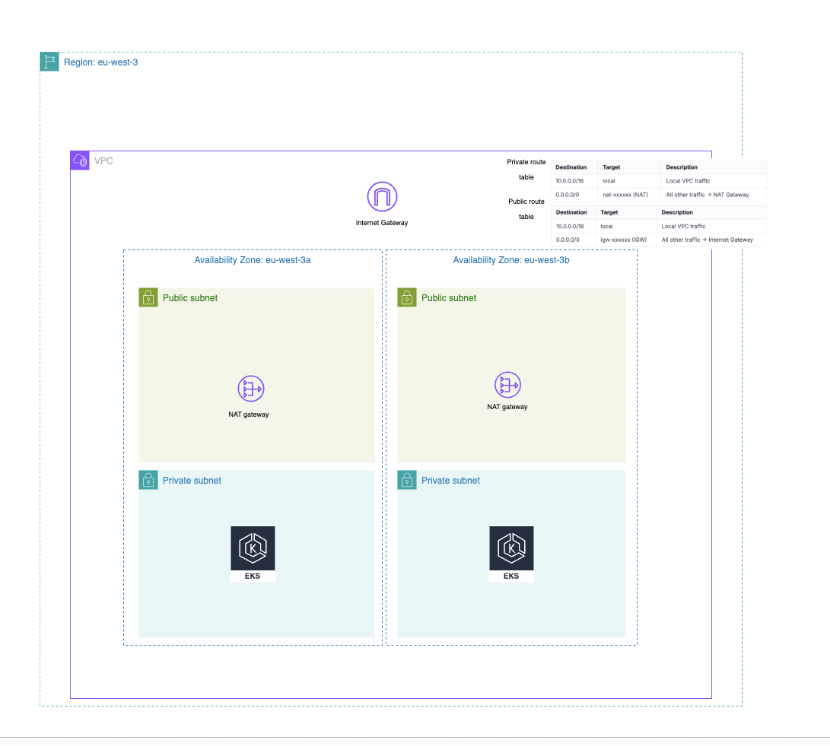 Region: eu-west-3
VPC
Internet Gateway
Private route
table
Destination Target Description
10.0.0.0/16 local Local VPC traffic
0.0.0.0/0 nat-xxxxxx (NAT) All other traffic → NAT Gateway
Public route
table
Destination Target Description
10.0.0.0/16 local Local VPC traffic
0.0.0.0/0 igw-xxxxxx (IGW) All other traffic → Internet Gateway
Availability Zone: eu-west-3a
Availability Zone: eu-west-3b
Public subnet
Public subnet
NAT gateway
NAT gateway
Private subnet
Private subnet
EKS
EKS